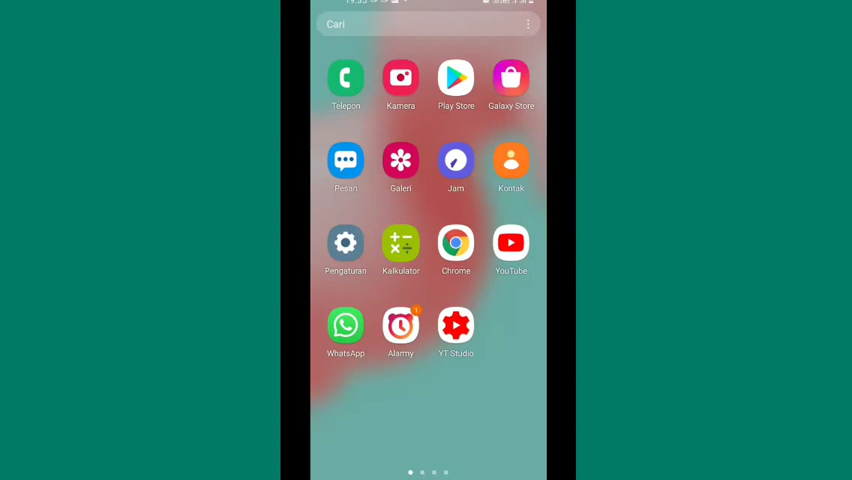 Cari
Telepon
Kamera
Play Store
Galaxy Store
Pesan
Galeri
Jam
Kontak
Pengaturan
Kalkulator
Chrome
YouTube
1
WhatsApp
Alarmy
YT Studio